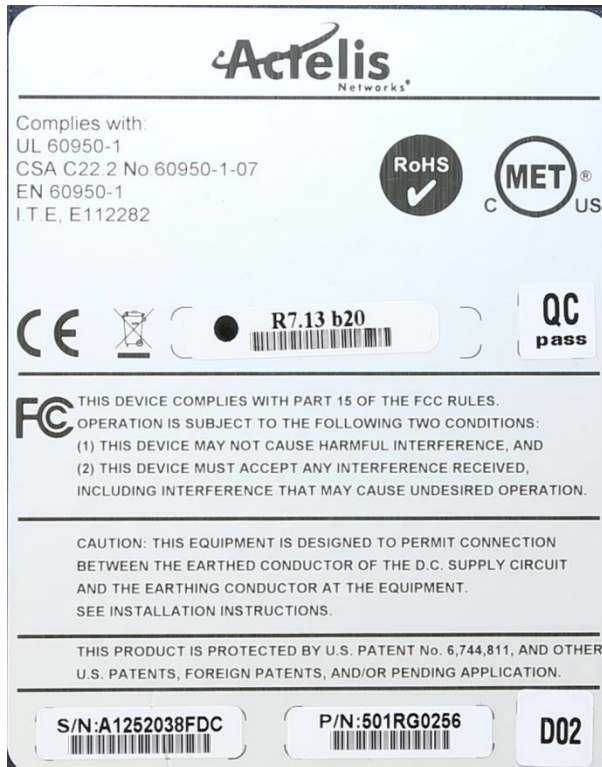 Actelis
Networks®
Complies with:
UL 60950-1
CSA C22.2 No.60950-1-07
EN 60950-1
I.T.E, E112282
RoHS
C MET ® US
CE
R7.13 b20
QC
pass
FC THIS DEVICE COMPLIES WITH PART 15 OF THE FCC RULES.
OPERATION IS SUBJECT TO THE FOLLOWING TWO CONDITIONS:
(1) THIS DEVICE MAY NOT CAUSE HARMFUL INTERFERENCE, AND
(2) THIS DEVICE MUST ACCEPT ANY INTERFERENCE RECEIVED,
INCLUDING INTERFERENCE THAT MAY CAUSE UNDESIRED OPERATION.
CAUTION: THIS EQUIPMENT IS DESIGNED TO PERMIT CONNECTION
BETWEEN THE EARTHED CONDUCTOR OF THE D.C. SUPPLY CIRCUIT
AND THE EARTHING CONDUCTOR AT THE EQUIPMENT.
SEE INSTALLATION INSTRUCTIONS.
THIS PRODUCT IS PROTECTED BY U.S. PATENT No. 6,744,811, AND OTHER
U.S. PATENTS, FOREIGN PATENTS, AND/OR PENDING APPLICATION.
S/N:A1252038FDC
P/N:501RG0256
D02